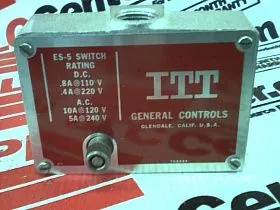 ES-5 SWITCH
RATING
D.C.
.8A@110 V
.4A@220 V
A.C.
10A@120 V
5A@240 V
ITT
GENERAL CONTROLS
GLENDALE, CALIF. U.S.A.